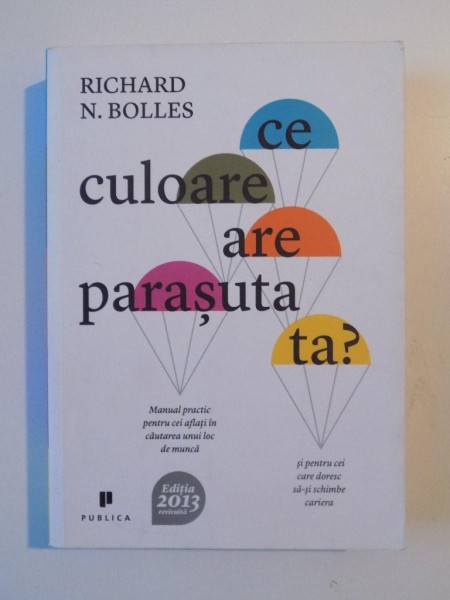 RICHARD
N. BOLLES
ce
culoare
are
parașuta
ta?
Manual practic
pentru cei aflați în
căutarea unui loc
de muncă
și pentru cei
care doresc
să-și schimbe
cariera
Ediția
2013
revizuită
PUBLICA